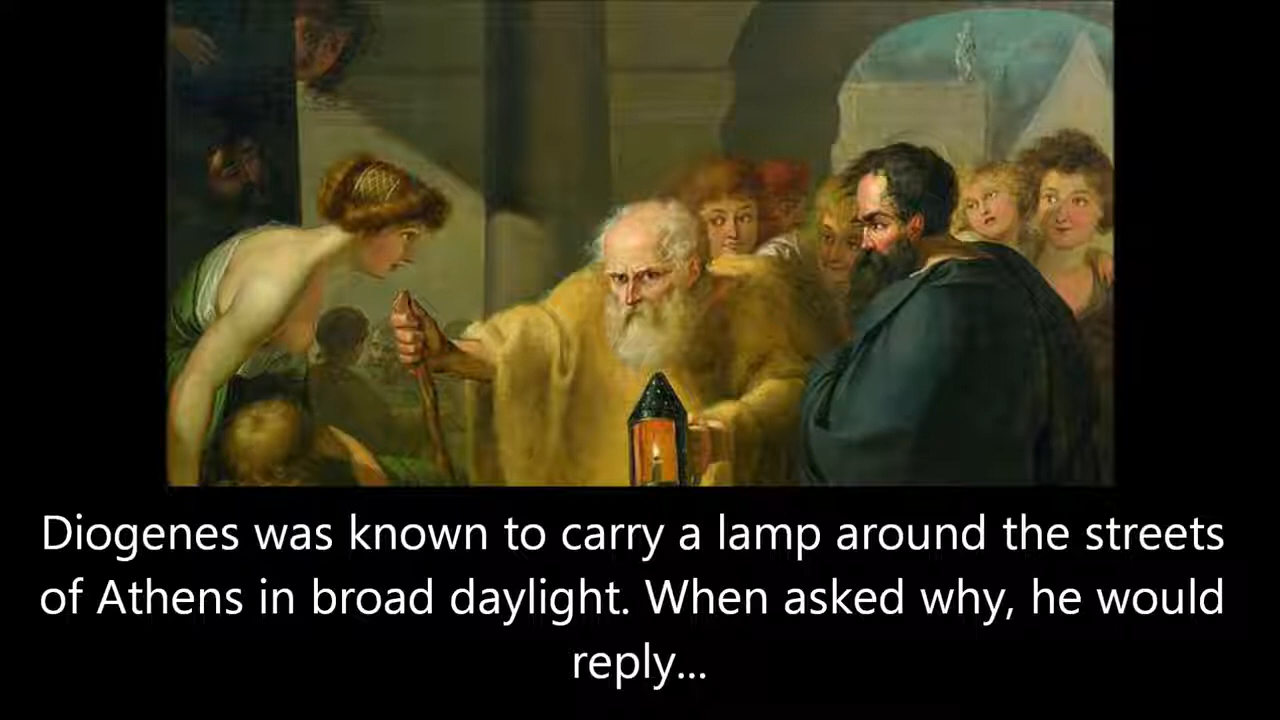 Diogenes was known to carry a lamp around the streets
of Athens in broad daylight. When asked why, he would
reply...